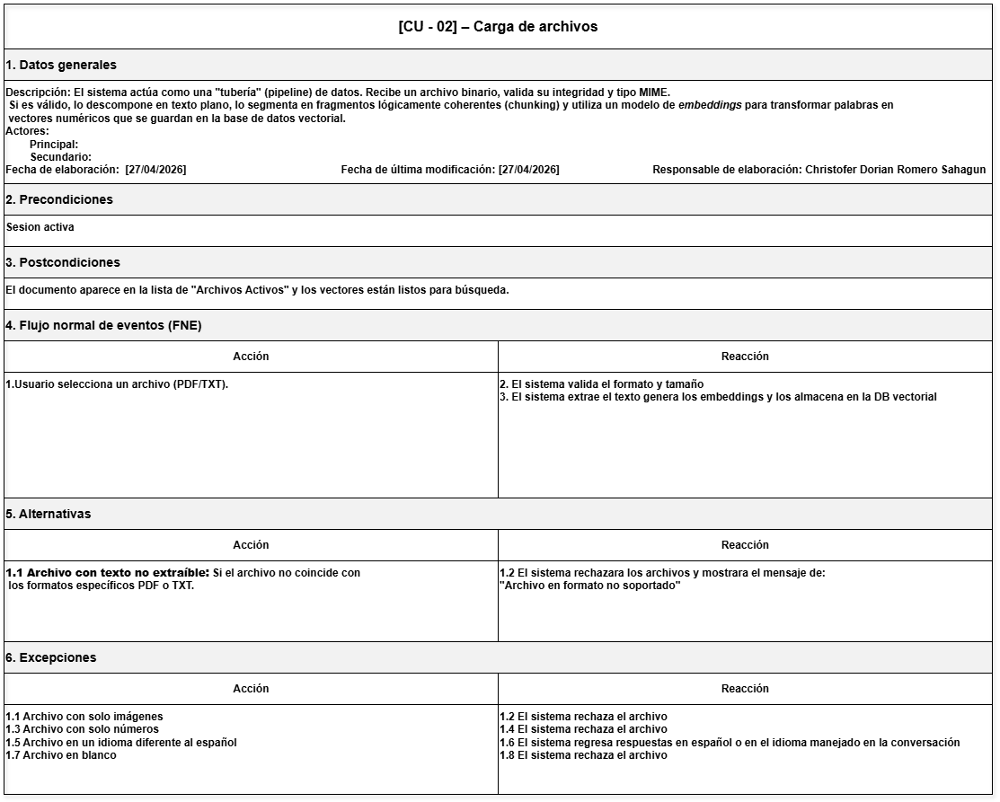 [CU - 02] – Carga de archivos
1. Datos generales
Descripción: El sistema actúa como una "tubería" (pipeline) de datos. Recibe un archivo binario, valida su integridad y tipo MIME.
Si es válido, lo descompone en texto plano, lo segmenta en fragmentos lógicamente coherentes (chunking) y utiliza un modelo de embeddings para transformar palabras en
vectores numéricos que se guardan en la base de datos vectorial.
Actores:
Principal:
Secundario:
Fecha de elaboración: [27/04/2026] Fecha de última modificación: [27/04/2026] Responsable de elaboración: Christofer Dorian Romero Sahagun
2. Precondiciones
Sesion activa
3. Postcondiciones
El documento aparece en la lista de "Archivos Activos" y los vectores están listos para búsqueda.
4. Flujo normal de eventos (FNE)
Acción Reacción
1.Usuario selecciona un archivo (PDF/TXT).
2. El sistema valida el formato y tamaño
3. El sistema extrae el texto genera los embeddings y los almacena en la DB vectorial
5. Alternativas
Acción Reacción
1.1 Archivo con texto no extraíble: Si el archivo no coincide con
los formatos específicos PDF o TXT.
1.2 El sistema rechazara los archivos y mostrara el mensaje de:
"Archivo en formato no soportado"
6. Excepciones
Acción Reacción
1.1 Archivo con solo imágenes
1.3 Archivo con solo números
1.5 Archivo en un idioma diferente al español
1.7 Archivo en blanco
1.2 El sistema rechaza el archivo
1.4 El sistema rechaza el archivo
1.6 El sistema regresa respuestas en español o en el idioma manejado en la conversación
1.8 El sistema rechaza el archivo